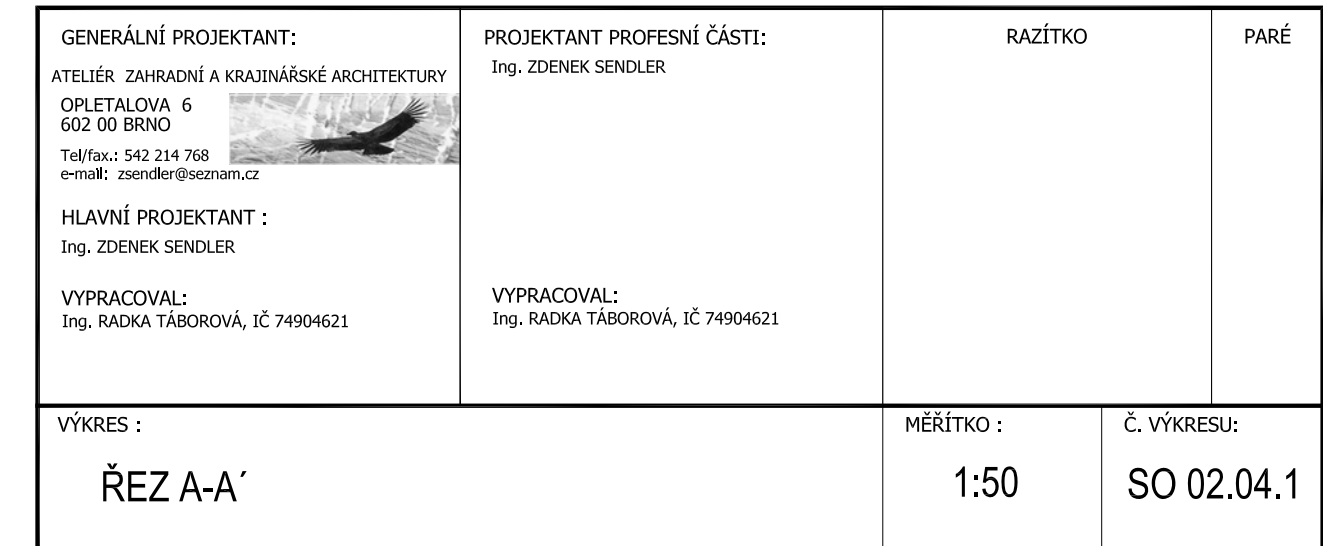 GENERÁLNÍ PROJEKTANT:
ATELIÉR ZAHRADNÍ A KRAJINÁŘSKÉ ARCHITEKTURY
OPLETALOVA 6
602 00 BRNO
Tel/fax.: 542 214 768
e-mail: zsendler@seznam.cz
HLAVNÍ PROJEKTANT :
Ing. ZDENEK SENDLER
VYPRACOVAL:
Ing. RADKA TÁBOROVÁ, IČ 74904621
PROJEKTANT PROFESNÍ ČÁSTI:
Ing. ZDENEK SENDLER
VYPRACOVAL:
Ing. RADKA TÁBOROVÁ, IČ 74904621
RAZÍTKO
PARÉ
VÝKRES :
ŘEZ A-A´
MĚŘÍTKO :
1:50
Č. VÝKRESU:
SO 02.04.1